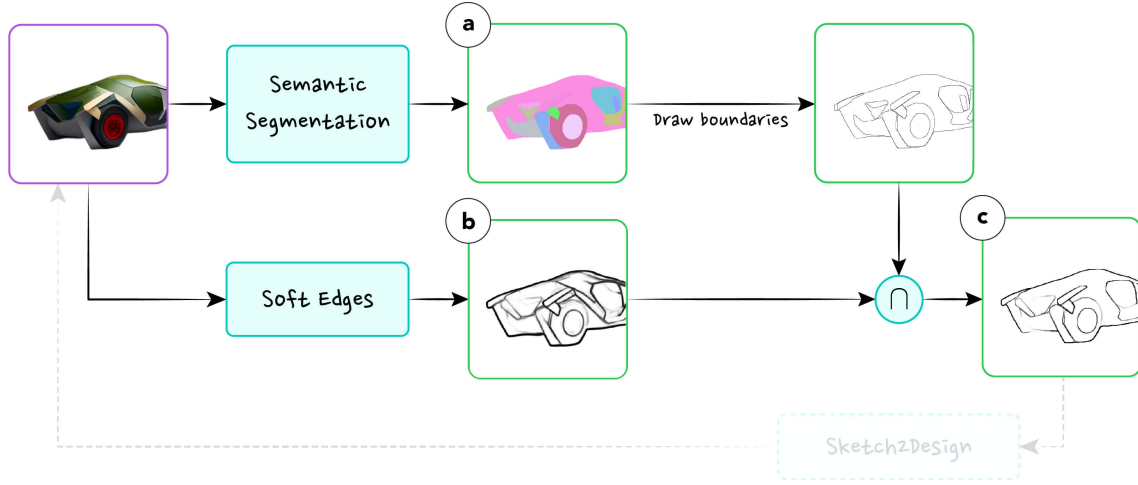 a
Semantic
Segmentation
Draw boundaries
b
c
Soft Edges
∩
Sketch2Design